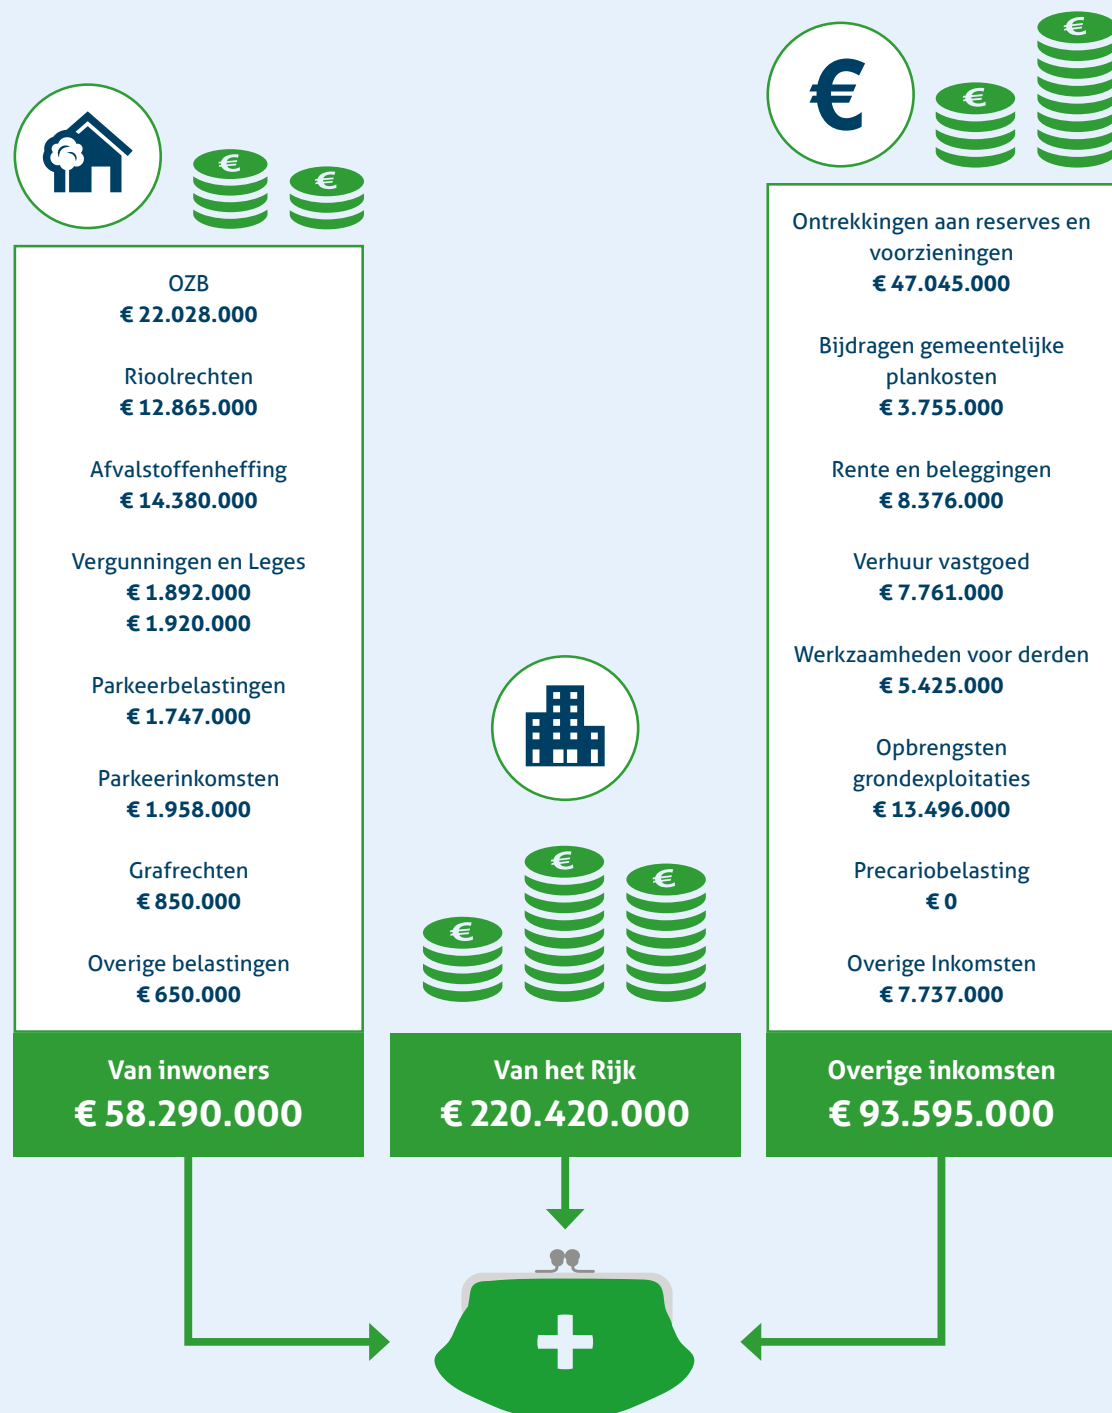 €
€
OZB
€ 22.028.000
Rioolrechten
€ 12.865.000
Afvalstoffenheffing
€ 14.380.000
Vergunningen en Leges
€ 1.892.000
€ 1.920.000
Parkeerbelastingen
€ 1.747.000
Parkeerinkomsten
€ 1.958.000
Grafrechten
€ 850.000
Overige belastingen
€ 650.000
Van inwoners
€ 58.290.000
€
€
€
Van het Rijk
€ 220.420.000
€
€
€
Ontrekkingen aan reserves en
voorzieningen
€ 47.045.000
Bijdragen gemeentelijke
plankosten
€ 3.755.000
Rente en beleggingen
€ 8.376.000
Verhuur vastgoed
€ 7.761.000
Werkzaamheden voor derden
€ 5.425.000
Opbrengsten
grondexploitaties
€ 13.496.000
Precariobelasting
€ 0
Overige Inkomsten
€ 7.737.000
Overige inkomsten
€ 93.595.000